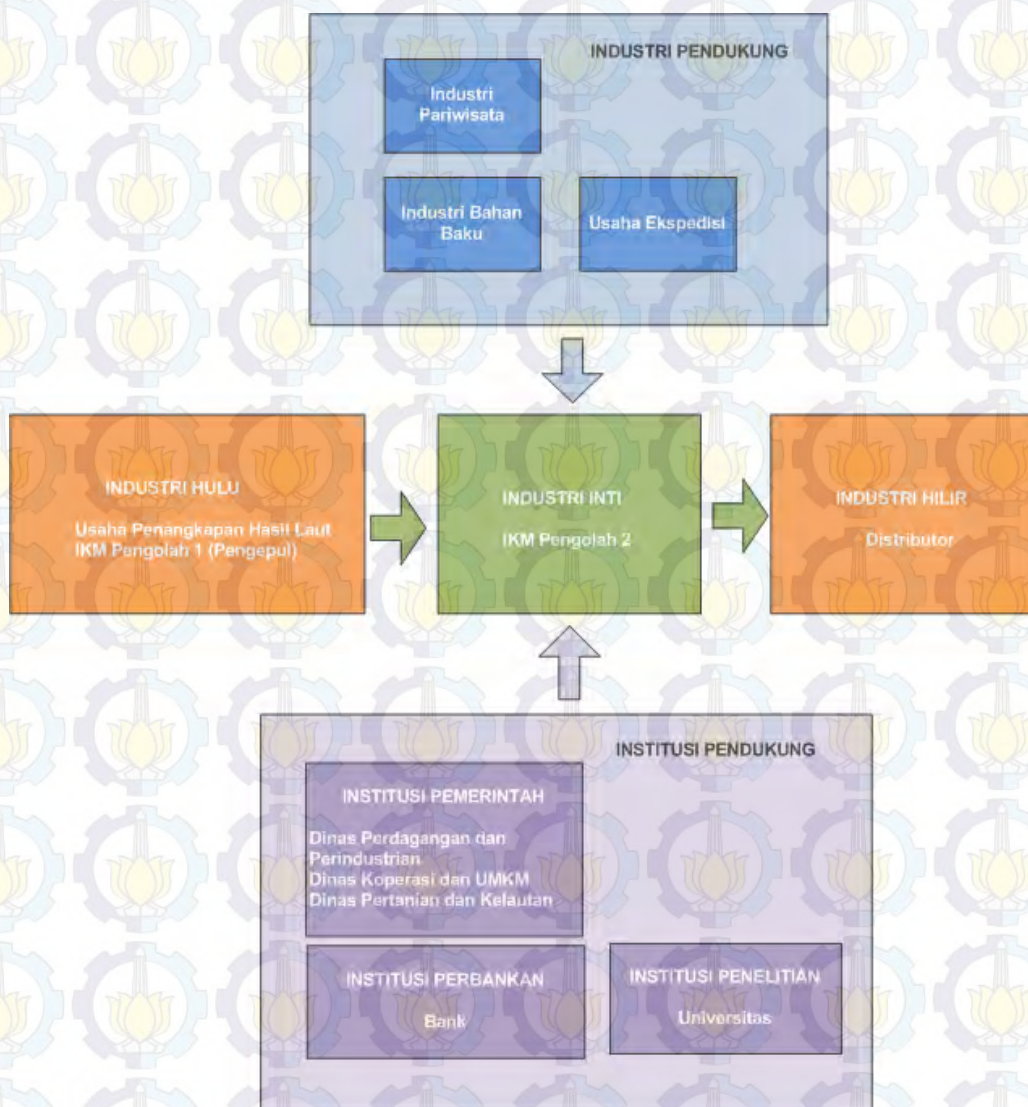 INDUSTRI PENDUKUNG
Industri
Pariwisata
Industri Bahan
Baku
Usaha Ekspedisi
INDUSTRI HULU
Usaha Penangkapan Hasil Laut
IKM Pengolah 1 (Pengepul)
INDUSTRI INTI
IKM Pengolah 2
INDUSTRI HILIR
Distributor
INSTITUSI PENDUKUNG
INSTITUSI PEMERINTAH
Dinas Perdagangan dan
Perindustrian
Dinas Koperasi dan UMKM
Dinas Pertanian dan Kelautan
INSTITUSI PERBANKAN
Bank
INSTITUSI PENELITIAN
Universitas